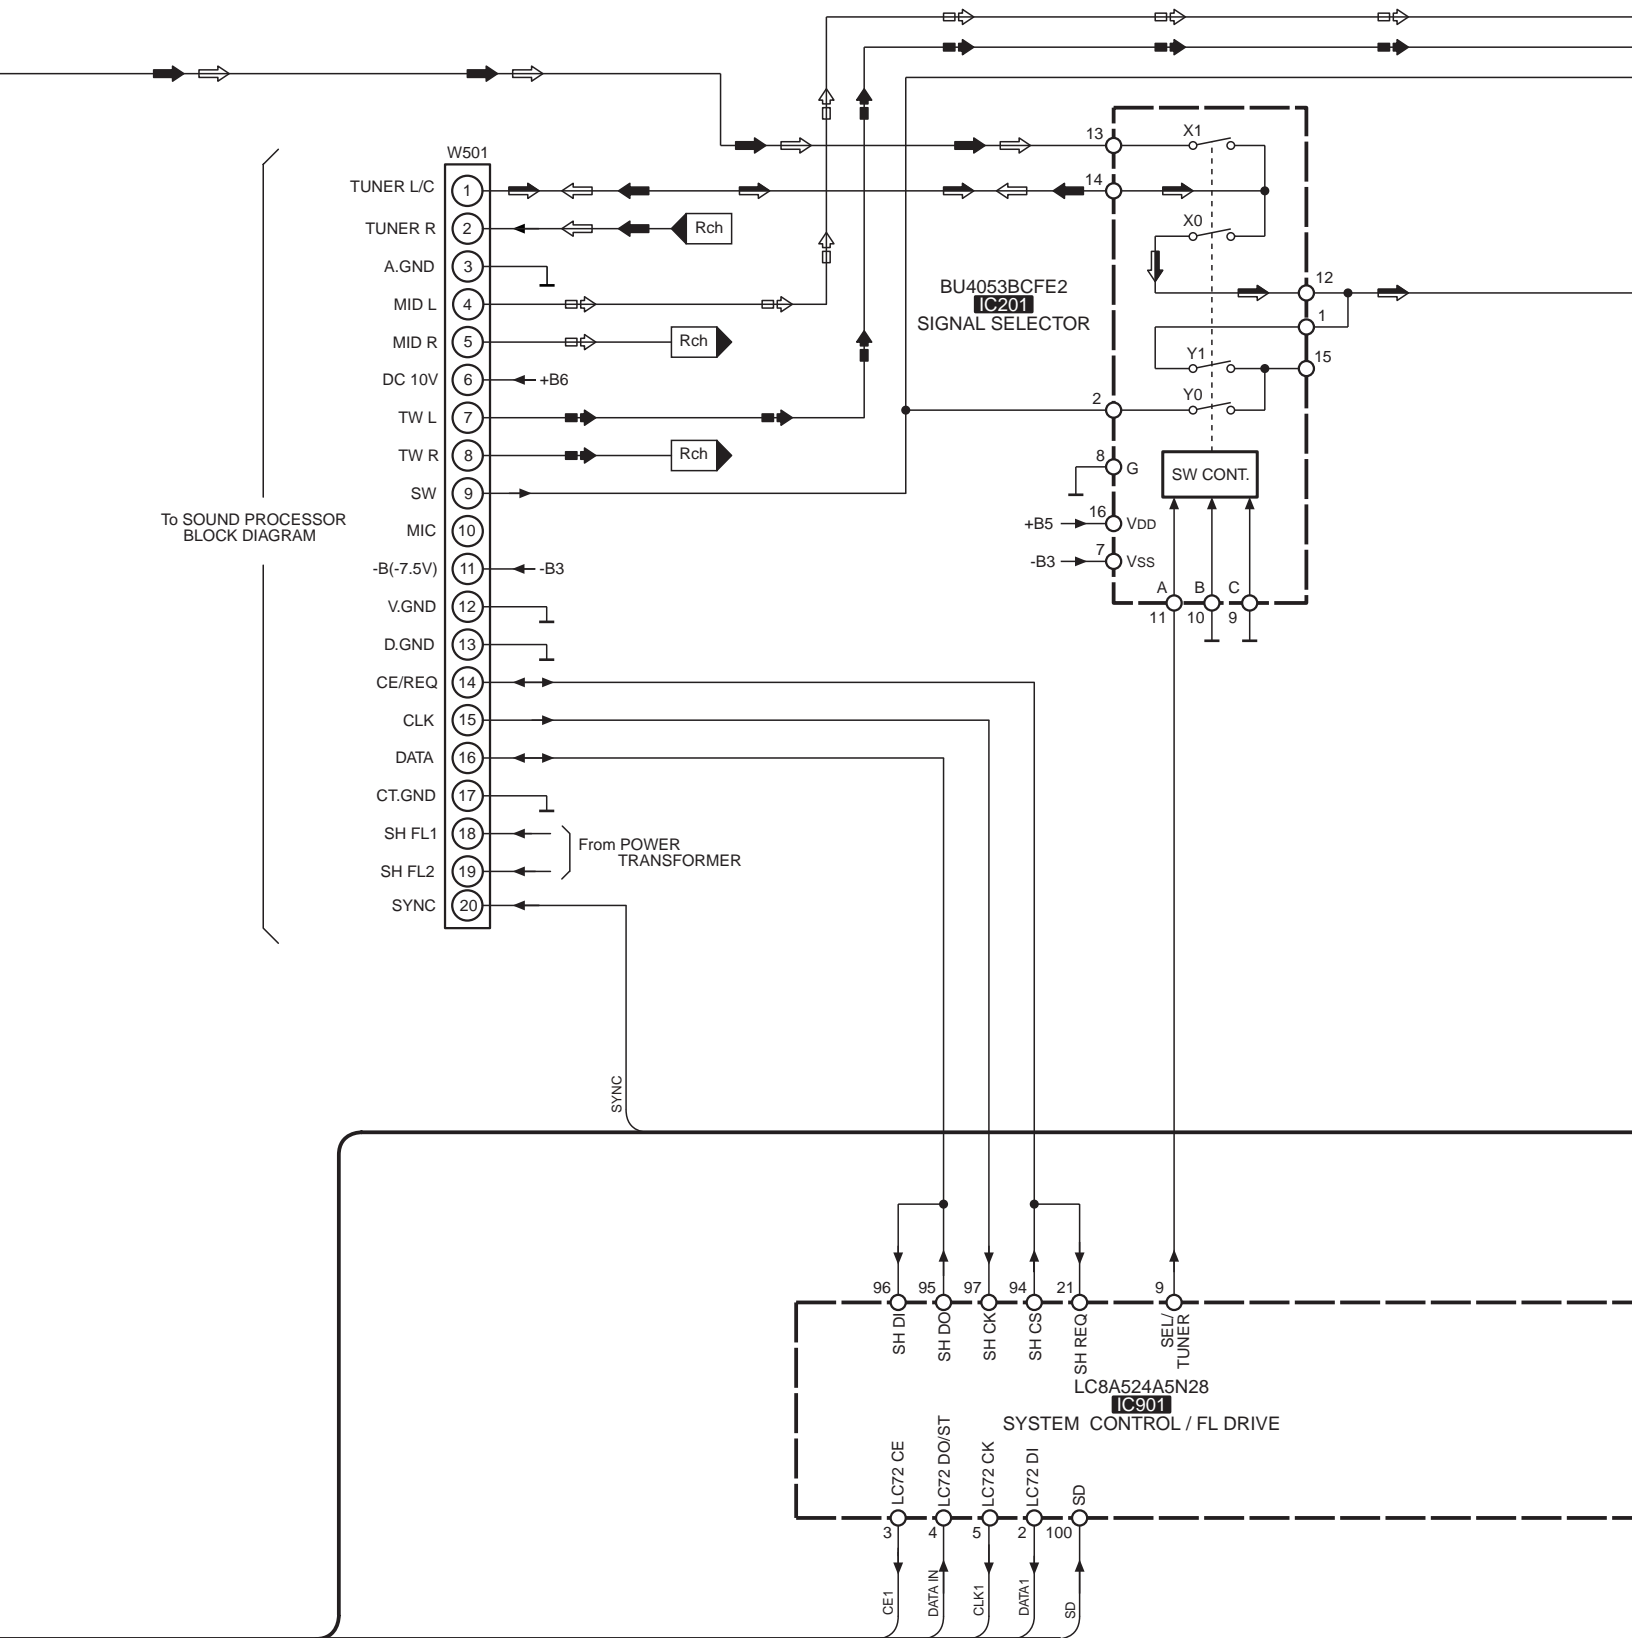 W501
TUNER L/C
1
TUNER R
2
Rch
A.GND
3
MID L
4
MID R
5
Rch
DC 10V
6
+B6
TW L
7
TW R
8
Rch
SW
9
MIC
10
-B(-7.5V)
11
-B3
V.GND
12
D.GND
13
CE/REQ
14
CLK
15
DATA
16
CT.GND
17
SH FL1
18
SH FL2
19
SYNC
20
To SOUND PROCESSOR
BLOCK DIAGRAM
From POWER
TRANSFORMER
SYNC
BU4053BCFE2
IC201
SIGNAL SELECTOR
13
X1
14
X0
12
1
15
Y1
Y0
2
8
G
SW CONT.
+B5
16
VDD
-B3
7
VSS
A
B
C
11
10
9
96
95
97
94
21
9
SH DI
SH DO
SH CK
SH CS
SH REQ
SEL/
TUNER
LC8A524A5N28
IC901
SYSTEM CONTROL / FL DRIVE
LC72 CE
LC72 DO/ST
LC72 CK
LC72 DI
SD
3
4
5
2
100
CE1
DATA IN
CLK1
DATA1
SD